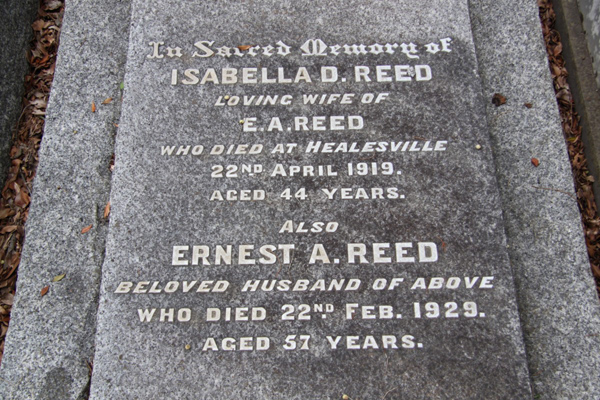 In Sacred Memory of
ISABELLA D. REED
LOVING WIFE OF
E.A. REED
WHO DIED AT HEALESVILLE
22ND APRIL 1919.
AGED 44 YEARS.
ALSO
ERNEST A. REED
BELOVED HUSBAND OF ABOVE
WHO DIED 22ND. FEB. 1929.
AGED 57 YEARS.